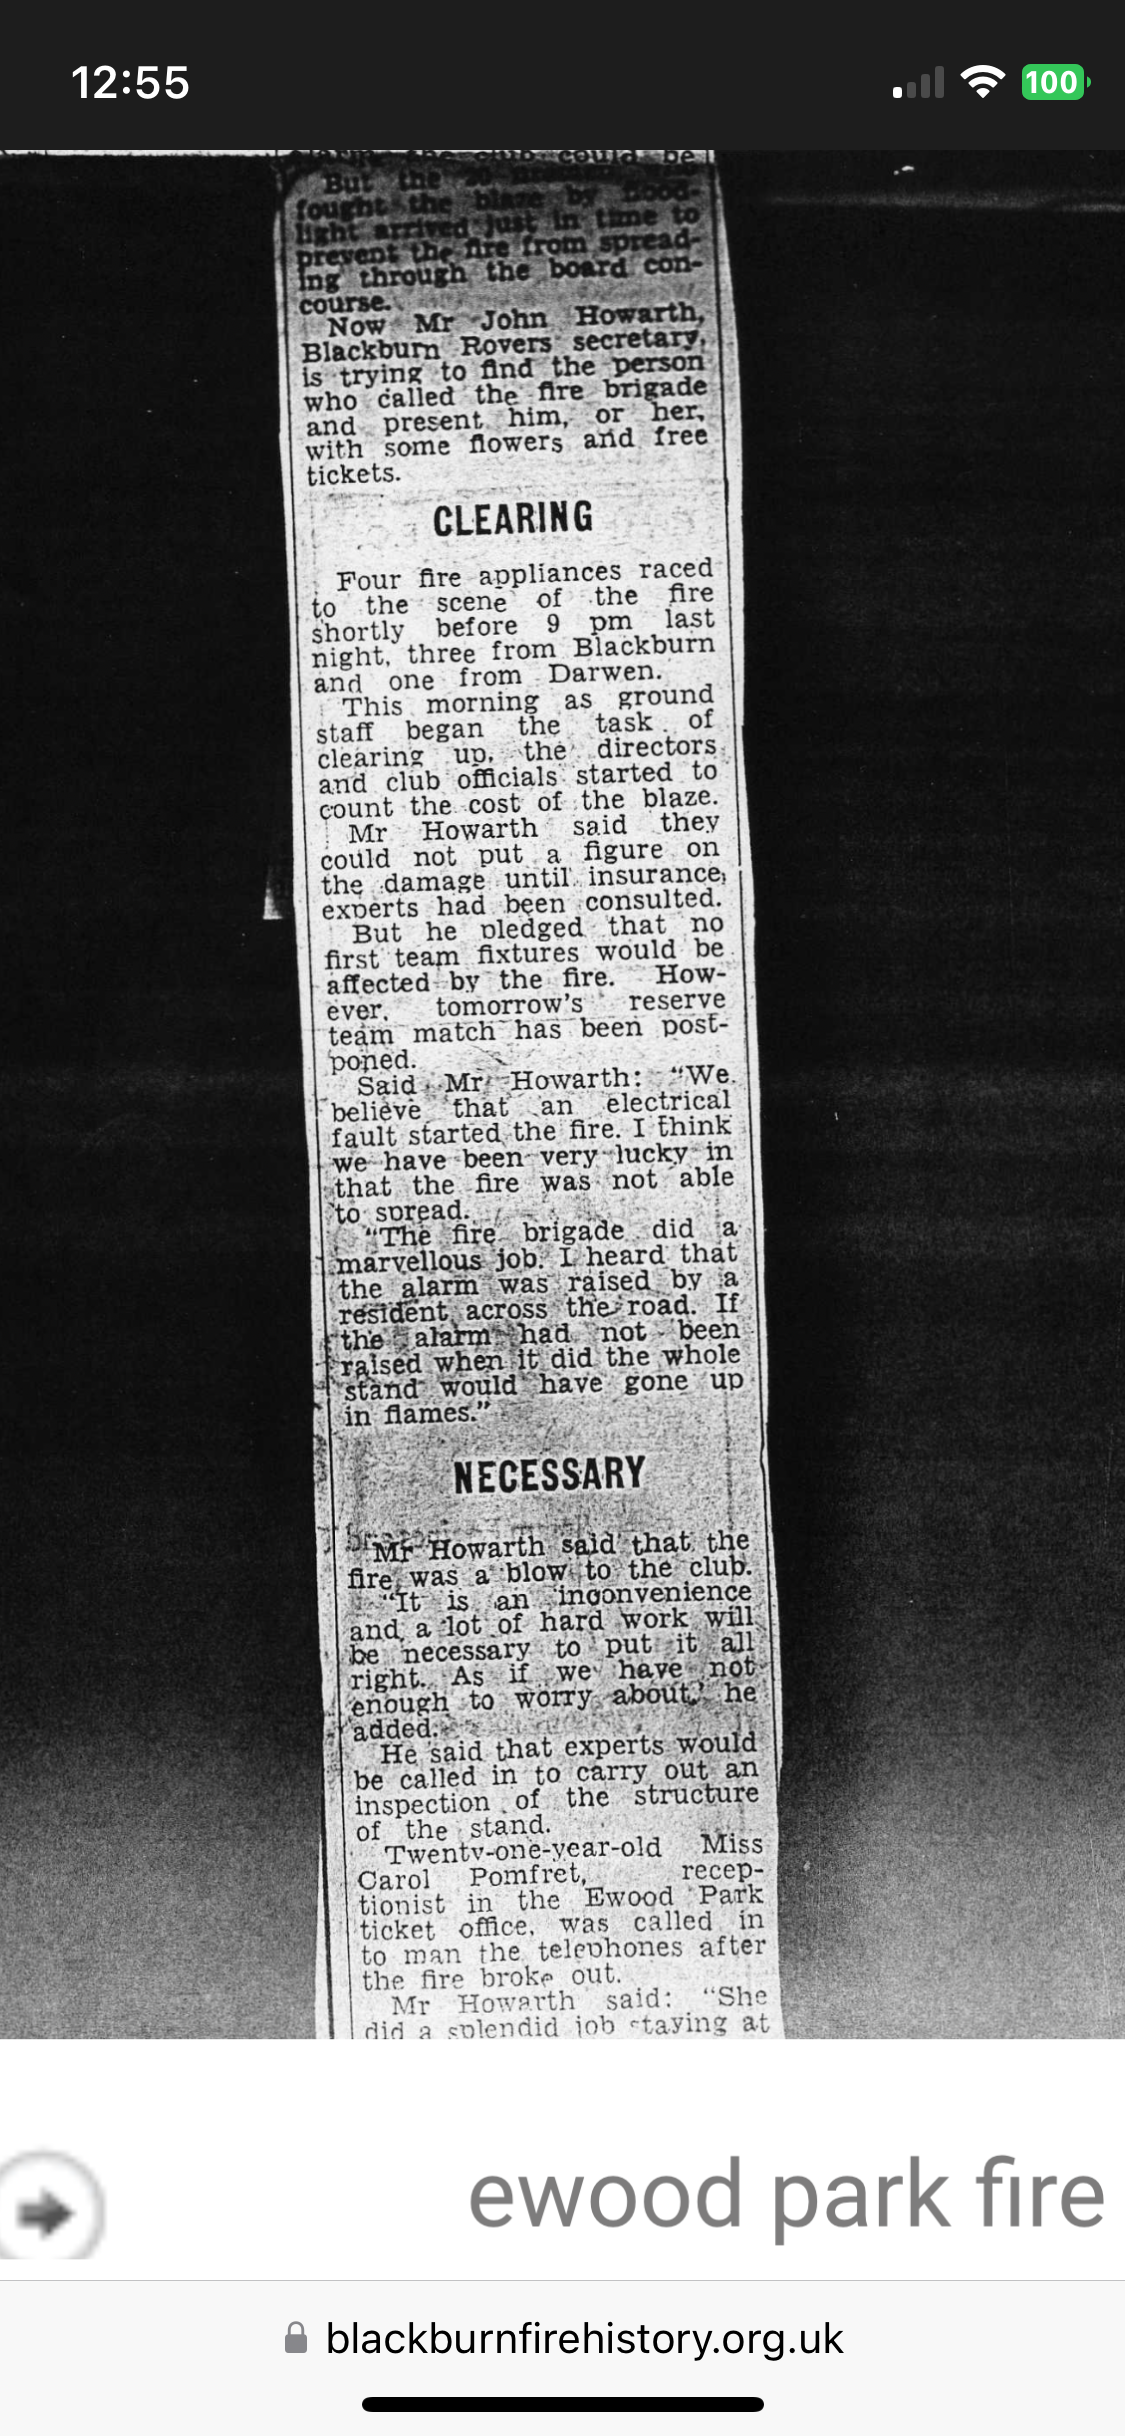 12:55
100
the club could be
But the 20
fought the blaze by flood-
light arrived just in time to
prevent the fire from spread-
ing through the board con-
course.
Now Mr John Howarth,
Blackburn Rovers secretary,
is trying to find the person
who called the fire brigade
and present him, or her,
with some flowers and free
tickets.
CLEARING
Four fire appliances raced
to the scene of the fire
shortly before 9 pm last
night, three from Blackburn
and one from Darwen.
This morning as ground
staff began the task of
clearing up, the directors
and club officials started to
count the cost of the blaze.
Mr Howarth said they
could not put a figure on
the damage until insurance
experts had been consulted.
But he pledged that no
first team fixtures would be
affected by the fire. How-
ever, tomorrow's reserve
team match has been post-
poned.
Said Mr Howarth: "We
believe that an electrical
fault started the fire. I think
we have been very lucky in
that the fire was not able
to spread.
"The fire brigade did a
marvellous job. I heard that
the alarm was raised by a
resident across the road. If
the alarm had not been
raised when it did the whole
stand would have gone up
in flames."
NECESSARY
Mr Howarth said that the
fire was a blow to the club.
"It is an inconvenience
and a lot of hard work will
be necessary to put it all
right. As if we have not
enough to worry about,' he
added.
He said that experts would
be called in to carry out an
inspection of the structure
of the stand.
Twenty-one-year-old Miss
Carol Pomfret, recep-
tionist in the Ewood Park
ticket office, was called in
to man the telephones after
the fire broke out.
Mr Howarth said: "She
did a splendid job staying at
ewood park fire
blackburnfirehistory.org.uk